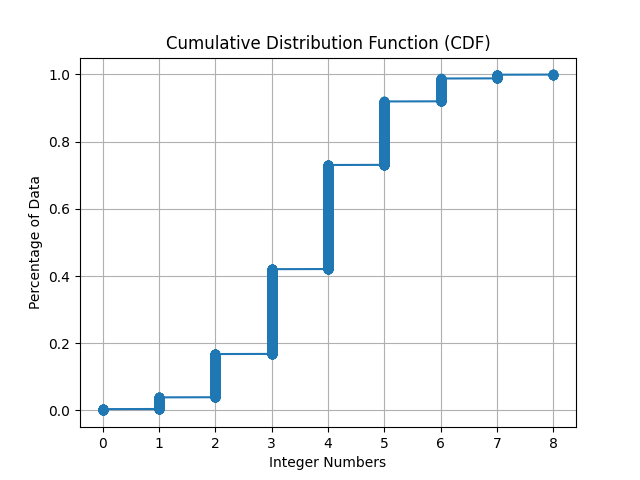 Cumulative Distribution Function (CDF)
1.0
0.8
0.6
0.4
0.2
0.0
Percentage of Data
0 1 2 3 4 5 6 7 8
Integer Numbers